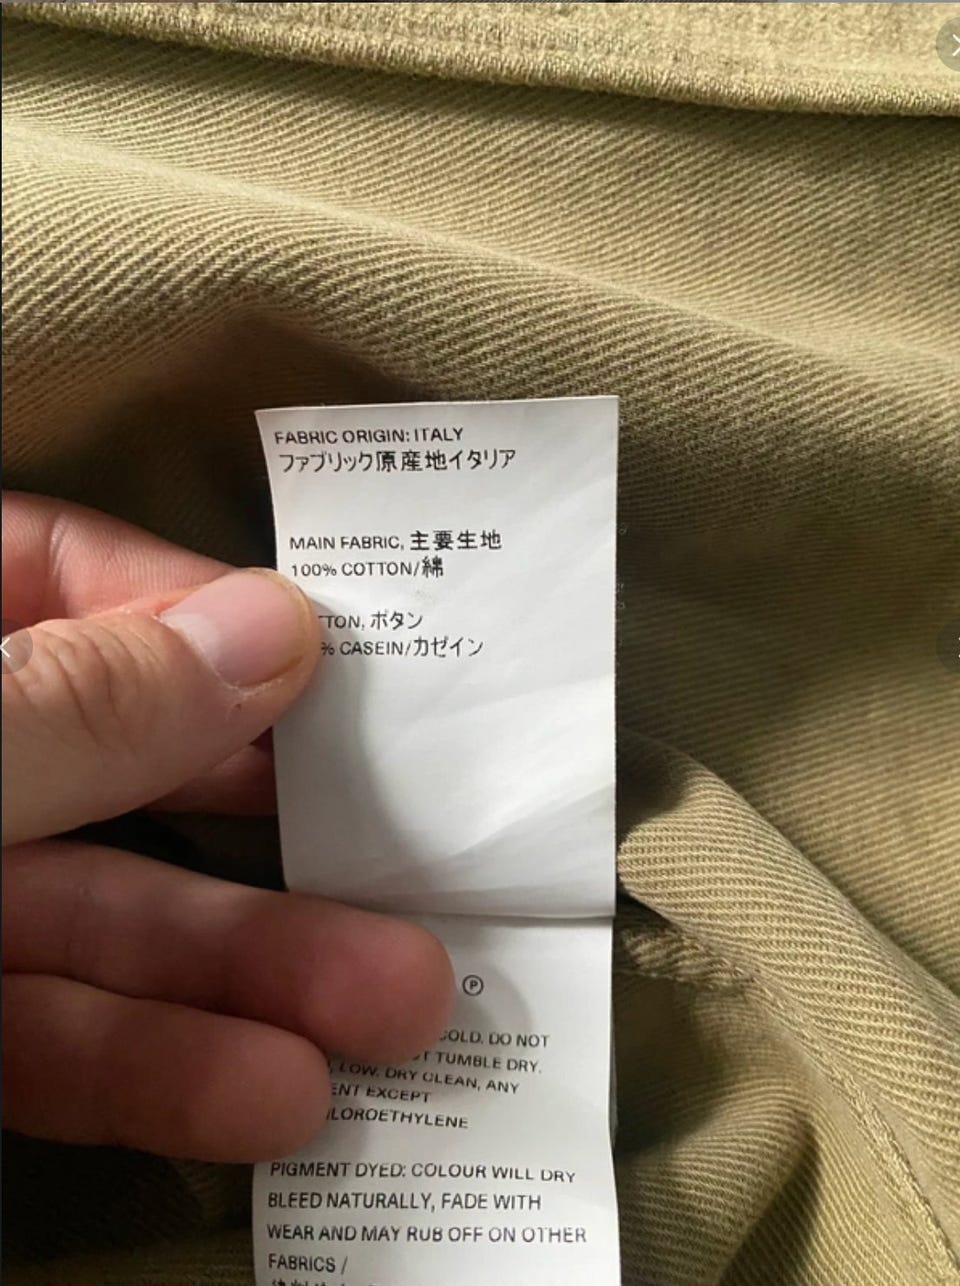 FABRIC ORIGIN: ITALY
ファブリック原産地イタリア
MAIN FABRIC, 主要生地
100% COTTON/綿
TTON, ボタン
% CASEIN/カゼイン
P
COLD. DO NOT
T TUMBLE DRY.
, LOW. DRY CLEAN, ANY
ENT EXCEPT
LOROETHYLENE
PIGMENT DYED: COLOUR WILL DRY
BLEED NATURALLY, FADE WITH
WEAR AND MAY RUB OFF ON OTHER
FABRICS /